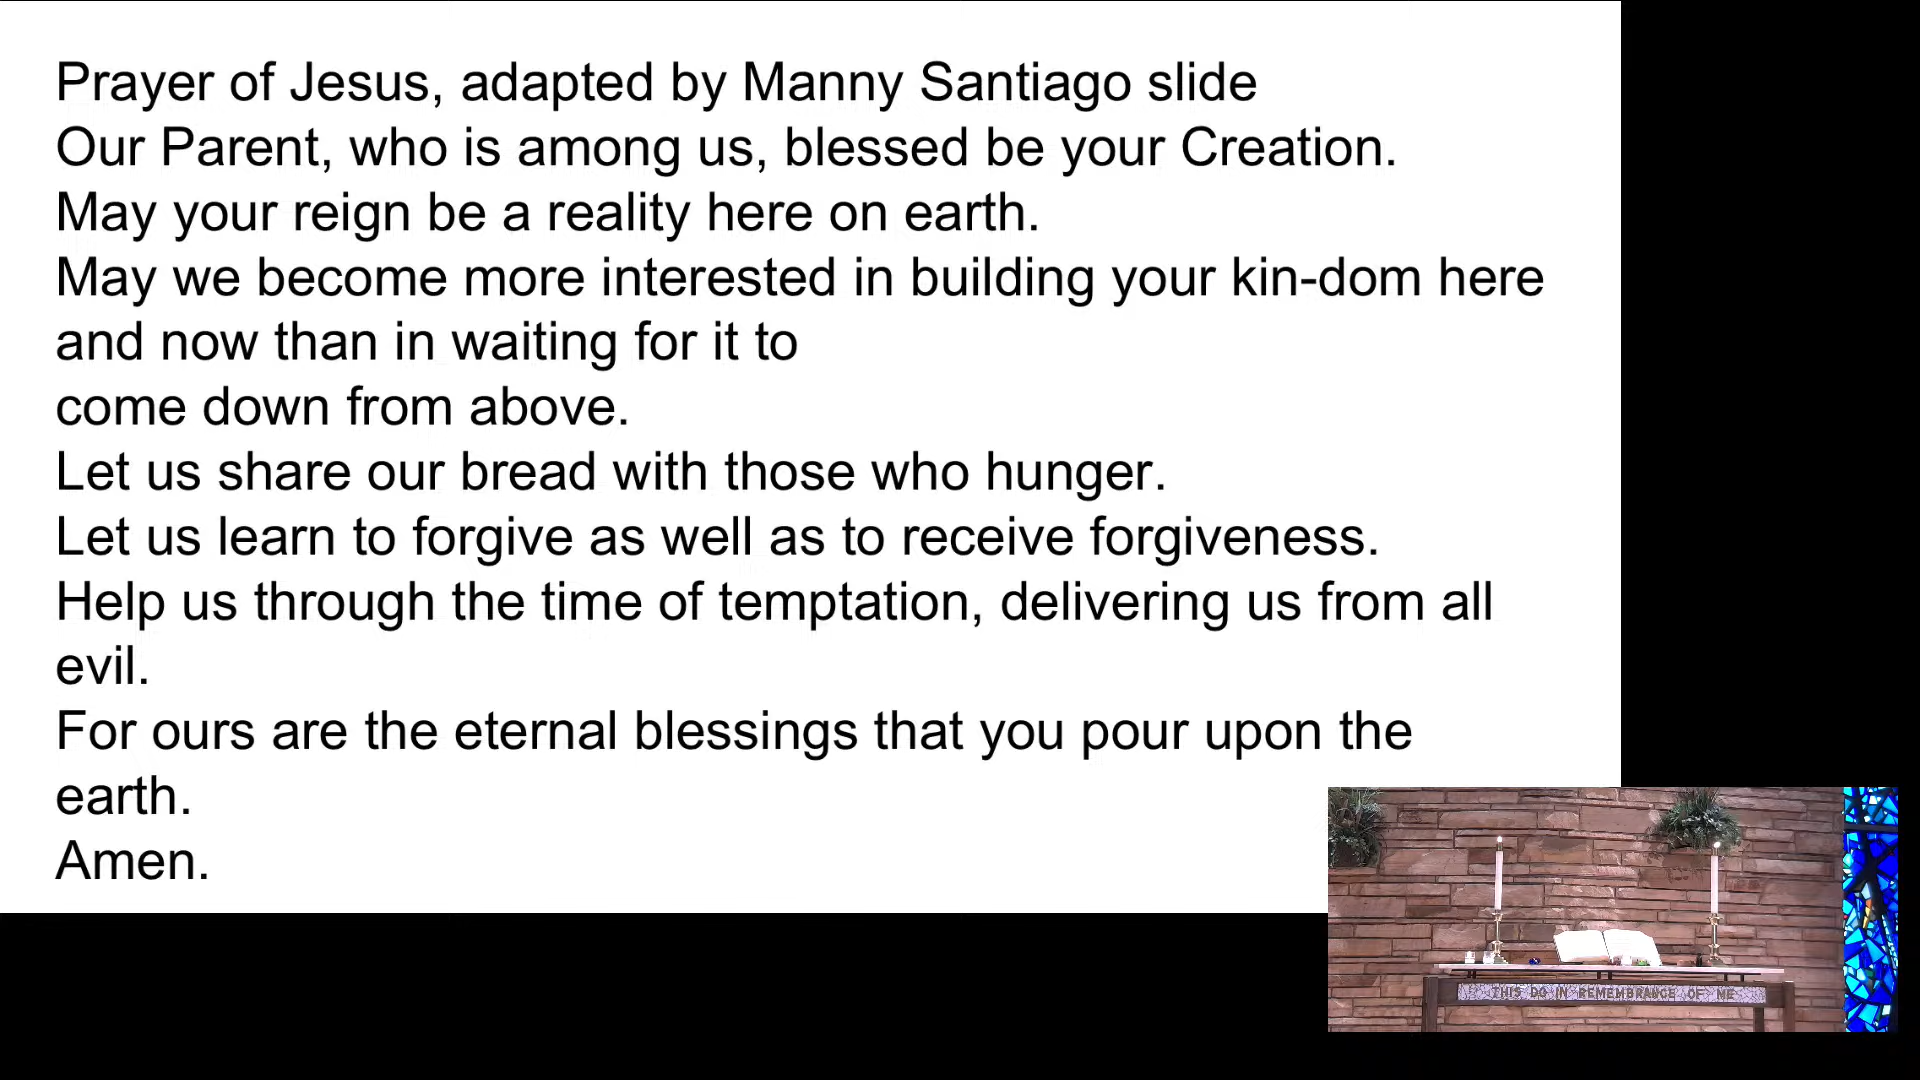 Prayer of Jesus, adapted by Manny Santiago slide
Our Parent, who is among us, blessed be your Creation.
May your reign be a reality here on earth.
May we become more interested in building your kin-dom here
and now than in waiting for it to
come down from above.
Let us share our bread with those who hunger.
Let us learn to forgive as well as to receive forgiveness.
Help us through the time of temptation, delivering us from all
evil.
For ours are the eternal blessings that you pour upon the
earth.
Amen.
THIS DO IN REMEMBRANCE OF ME